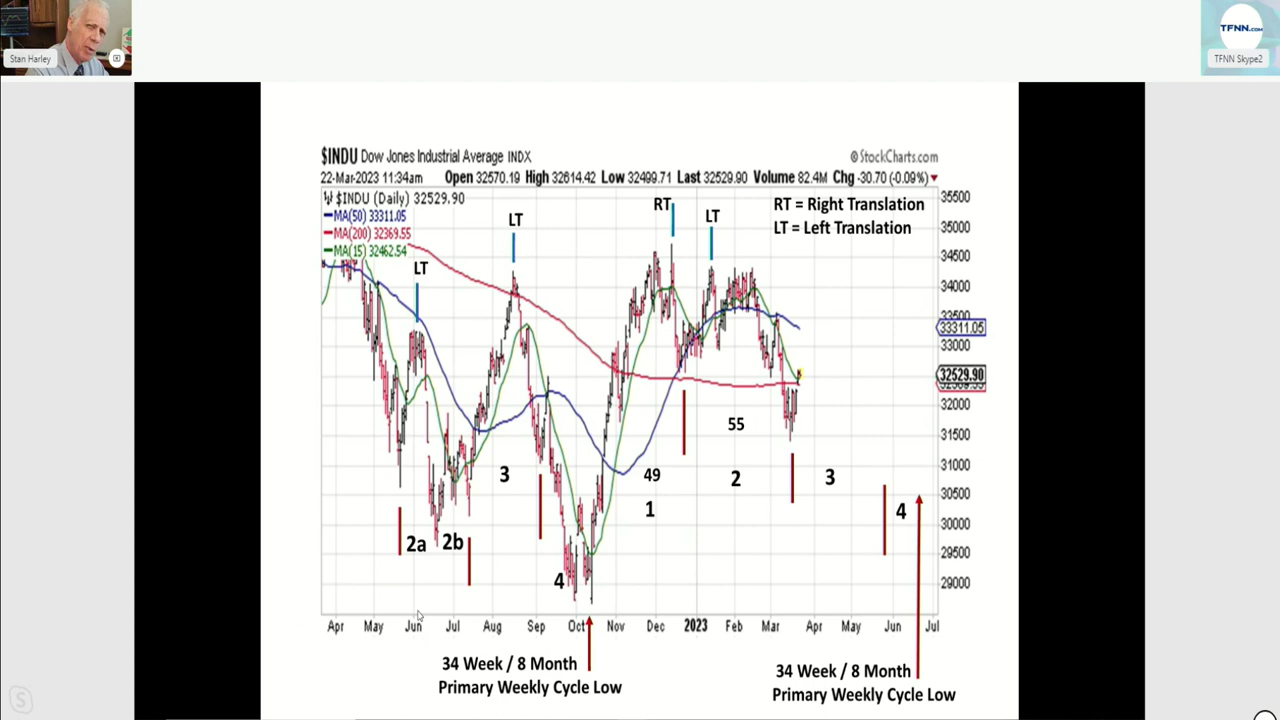 Stan Harley
TFNN.COM
TFNN Skype2
$INDU Dow Jones Industrial Average INDX
© StockCharts.com
22-Mar-2023 11:34am Open 32570.19 High 32614.42 Low 32499.71 Last 32529.90 Volume 82.4M Chg -30.70 (-0.09%)
$INDU (Daily) 32529.90
MA(50) 33311.05
MA(200) 32369.55
MA(15) 32462.54
RT = Right Translation
LT = Left Translation
LT
LT
RT
LT
35500
35000
34500
34000
33500
33311.05
33000
32529.90
32000
31500
31000
30500
30000
29500
29000
55
3
49
2
3
1
4
2a
2b
4
Apr May Jun Jul Aug Sep Oct Nov Dec 2023 Feb Mar Apr May Jun Jul
34 Week / 8 Month
Primary Weekly Cycle Low
34 Week / 8 Month
Primary Weekly Cycle Low